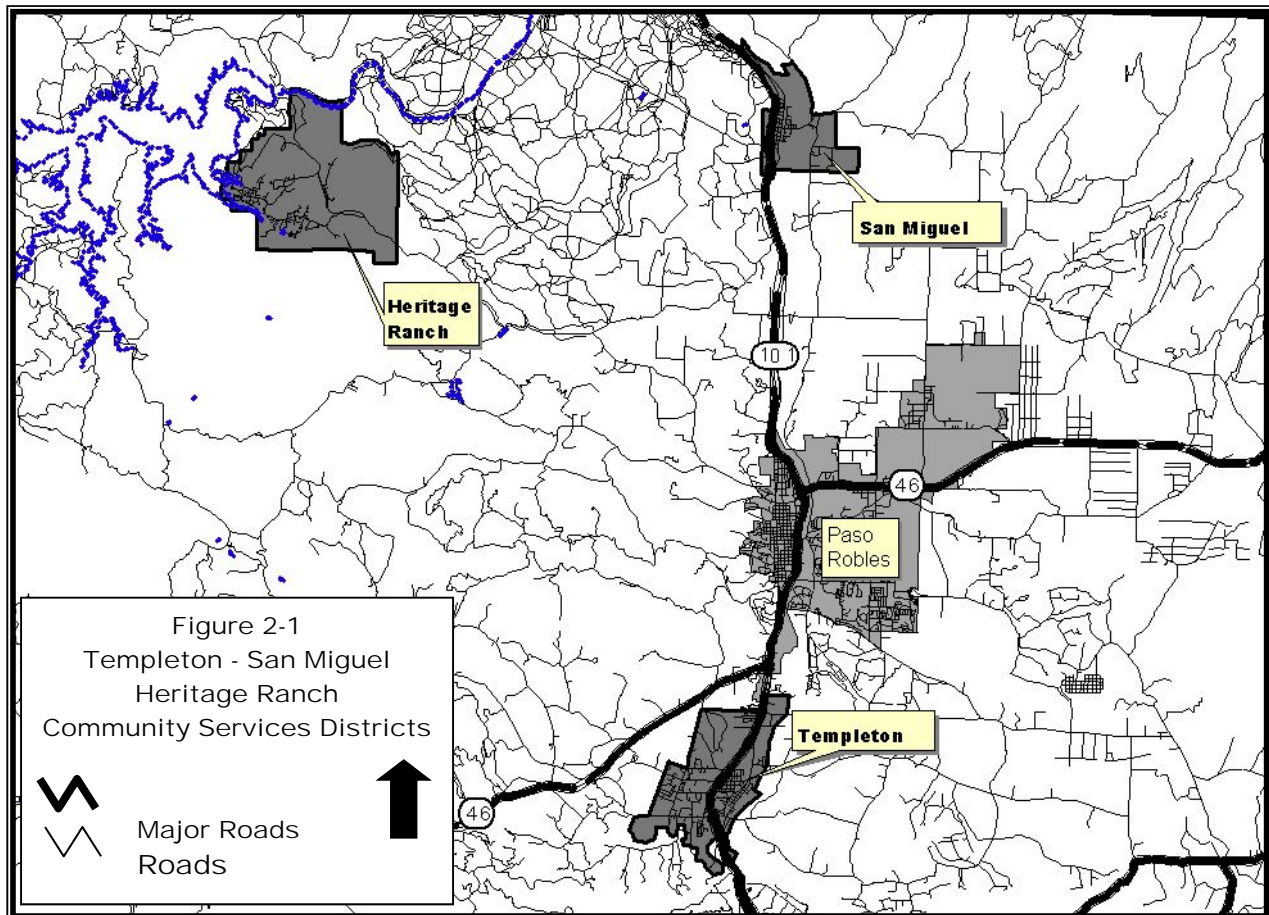 San Miguel
Heritage
Ranch
10 1
46
Paso
Robles
Templeton
46
Figure 2-1
Templeton - San Miguel
Heritage Ranch
Community Services Districts
Major Roads
Roads